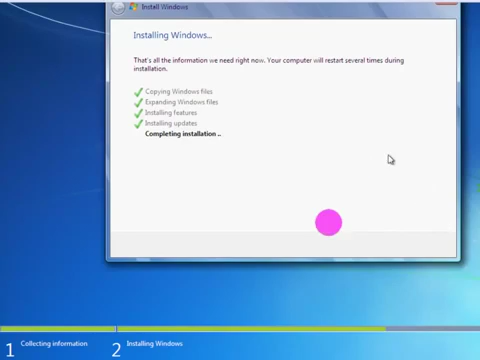 Install Windows
Installing Windows...
That's all the information we need right now. Your computer will restart several times during
installation.
Copying Windows files
Expanding Windows files
Installing features
Installing updates
Completing installation ..
1 Collecting information
2 Installing Windows